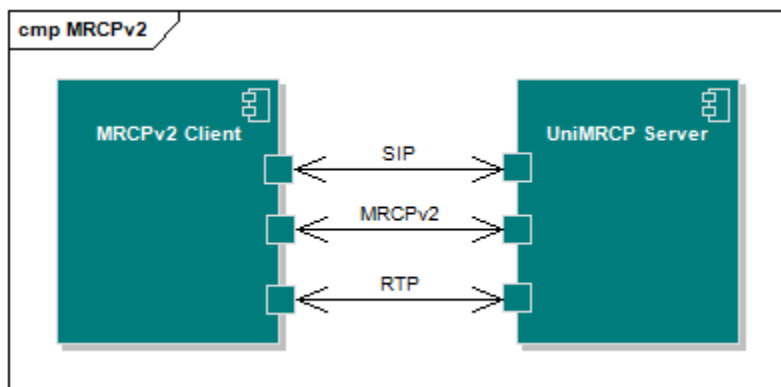 cmp MRCPv2
MRCPv2 Client
UniMRCP Server
SIP
MRCPv2
RTP